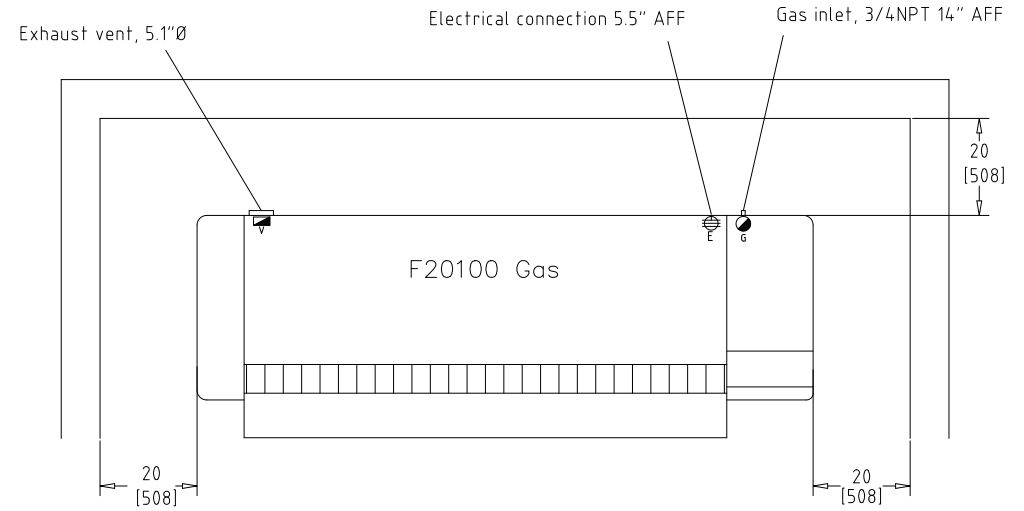 Exhaust vent, 5.1"Ø
Electrical connection 5.5" AFF
Gas inlet, 3/4NPT 14" AFF
20
[508]
V
E
G
F20100 Gas
20
[508]
20
[508]